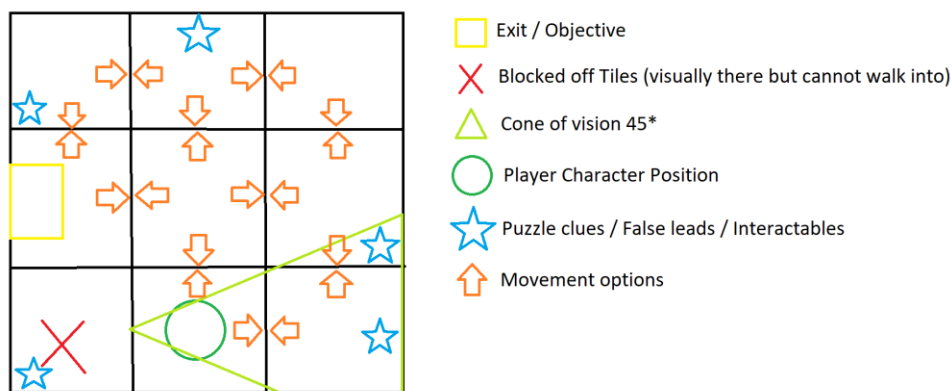 Exit / Objective
Blocked off Tiles (visually there but cannot walk into)
Cone of vision 45*
Player Character Position
Puzzle clues / False leads / Interactables
Movement options